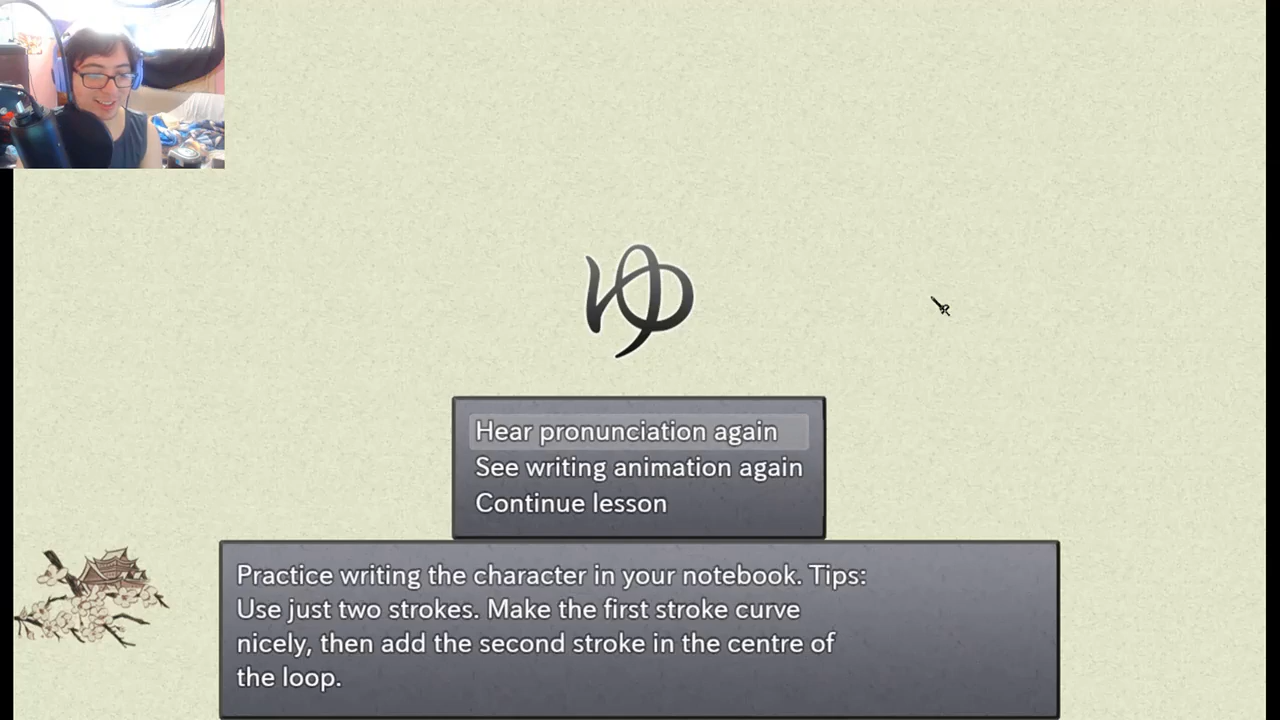 ゆ
Hear pronunciation again
See writing animation again
Continue lesson
Practice writing the character in your notebook. Tips:
Use just two strokes. Make the first stroke curve
nicely, then add the second stroke in the centre of
the loop.